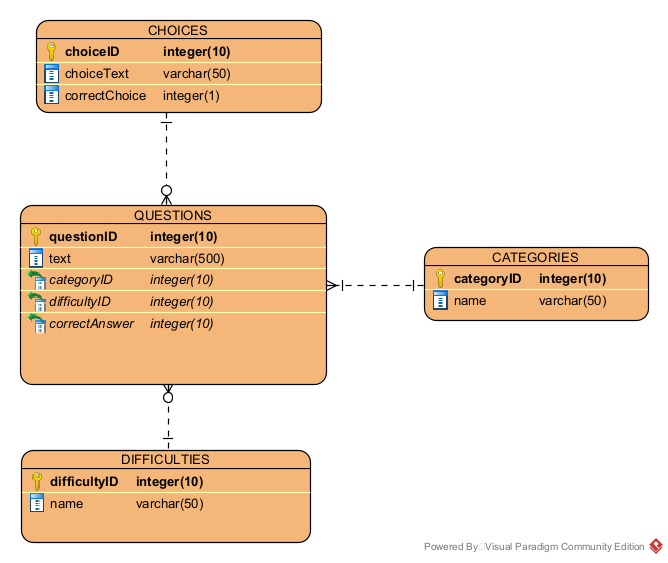 CHOICES
choiceID integer(10)
choiceText varchar(50)
correctChoice integer(1)
QUESTIONS
questionID integer(10)
text varchar(500)
categoryID integer(10)
difficultyID integer(10)
correctAnswer integer(10)
CATEGORIES
categoryID integer(10)
name varchar(50)
DIFFICULTIES
difficultyID integer(10)
name varchar(50)
Powered By Visual Paradigm Community Edition